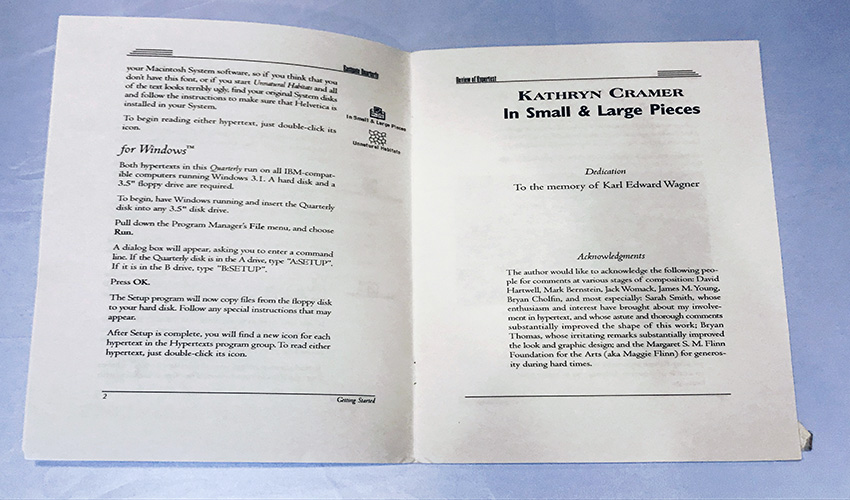 Eastgate Quarterly
your Macintosh System software, so if you think that you
don't have this font, or if you start Unnatural Habitats and all
of the text looks terribly ugly, find your original System disks
and follow the instructions to make sure that Helvetica is
installed in your System.
To begin reading either hypertext, just double-click its
icon.
In Small & Large Pieces
Unnatural Habitats
for Windows™
Both hypertexts in this Quarterly run on all IBM-compat-
ible computers running Windows 3.1. A hard disk and a
3.5" floppy drive are required.
To begin, have Windows running and insert the Quarterly
disk into any 3.5" disk drive.
Pull down the Program Manager's File menu, and choose
Run.
A dialog box will appear, asking you to enter a command
line. If the Quarterly disk is in the A drive, type "A:SETUP".
If it is in the B drive, type "B:SETUP".
Press OK.
The Setup program will now copy files from the floppy disk
to your hard disk. Follow any special instructions that may
appear.
After Setup is complete, you will find a new icon for each
hypertext in the Hypertexts program group. To read either
hypertext, just double-click its icon.
2
Getting Started
Review of Hypertext
KATHRYN CRAMER
In Small & Large Pieces
Dedication
To the memory of Karl Edward Wagner
Acknowledgments
The author would like to acknowledge the following peo-
ple for comments at various stages of composition: David
Hartwell, Mark Bernstein, Jack Womack, James M. Young,
Bryan Cholfin, and most especially: Sarah Smith, whose
enthusiasm and interest have brought about my involve-
ment in hypertext, and whose astute and thorough comments
substantially improved the shape of this work; Bryan
Thomas, whose irritating remarks substantially improved
the look and graphic design; and the Margaret S. M. Flinn
Foundation for the Arts (aka Maggie Flinn) for generos-
ity during hard times.